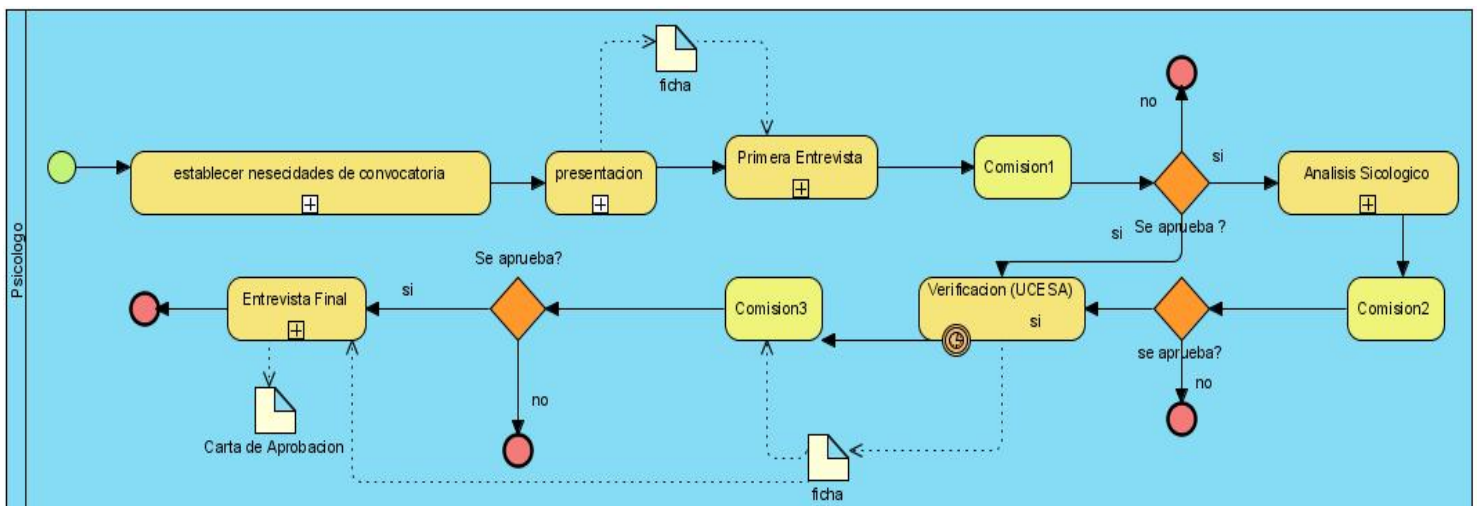 Psicologo
ficha
no
si
establecer nesecidades de convocatoria
presentacion
Primera Entrevista
Comision1
Analisis Sicologico
Se aprueba ?
si
Se aprueba?
si
Entrevista Final
Comision3
Verificacion (UCESA)
si
Comision2
se aprueba?
no
no
Carta de Aprobacion
ficha